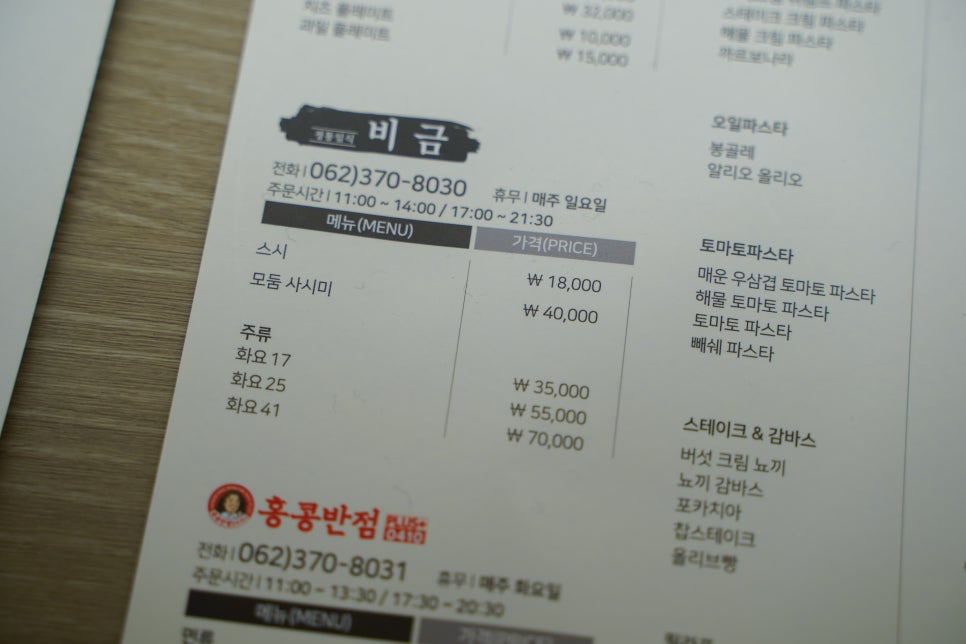 치즈 플레이트
₩ 32,000
과일 플레이트
₩ 10,000
₩ 15,000
스테이크 크림 파스타
해물 크림 파스타
까르보나라
비금
전화 | 062)370-8030 휴무 | 매주 일요일
주문시간 | 11:00 ~ 14:00 / 17:00 ~ 21:30
메뉴(MENU) 가격(PRICE)
스시 ₩ 18,000
모둠 사시미 ₩ 40,000
주류
화요 17 ₩ 35,000
화요 25 ₩ 55,000
화요 41 ₩ 70,000
오일파스타
봉골레
알리오 올리오
토마토파스타
매운 우삼겹 토마토 파스타
해물 토마토 파스타
토마토 파스타
빼쉐 파스타
스테이크 & 감바스
버섯 크림 뇨끼
뇨끼 감바스
포카치아
찹스테이크
올리브빵
홍콩반점 PLUS+ 0410
전화 | 062)370-8031 휴무 | 매주 화요일
주문시간 | 11:00 ~ 13:30 / 17:30 ~ 20:30
메뉴(MENU) 가격(PRICE)
면류